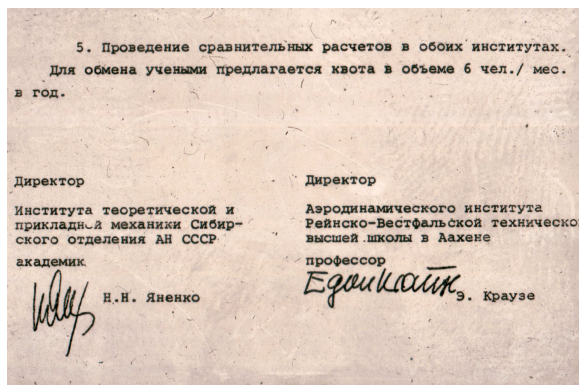 5. Проведение сравнительных расчетов в обоих институтах.
Для обмена учеными предлагается квота в объеме 6 чел./ мес.
в год.
Директор
Института теоретической и
прикладной механики Сибир-
ского отделения АН СССР
академик
Н.Н. Яненко
Директор
Аэродинамического института
Рейнско-Вестфальской техническо
высшей школы в Аахене
профессор
Э. Краузе